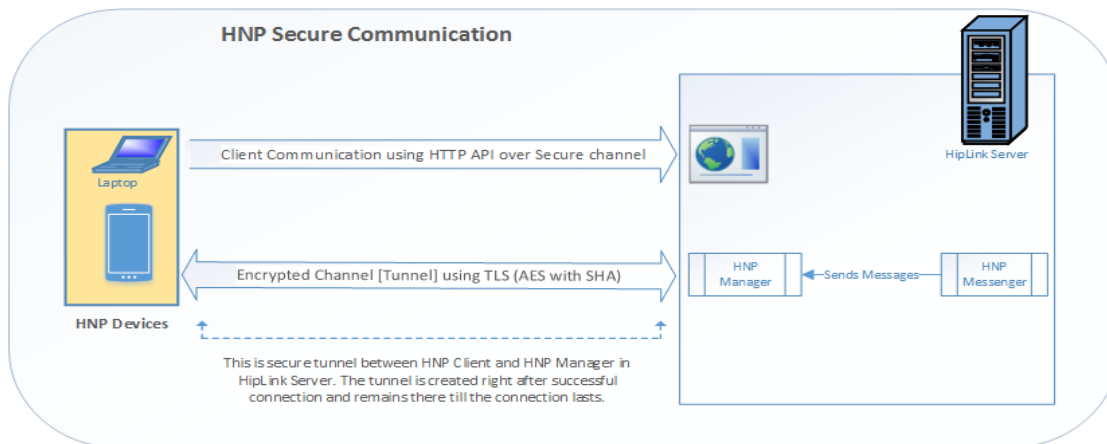 HNP Secure Communication
HipLink Server
Client Communication using HTTP API over Secure channel
Laptop
Encrypted Channel [Tunnel] using TLS (AES with SHA)
HNP
Manager
Sends Messages
HNP
Messenger
HNP Devices
This is secure tunnel between HNP Client and HNP Manager in
HipLink Server. The tunnel is created right after successful
connection and remains there till the connection lasts.